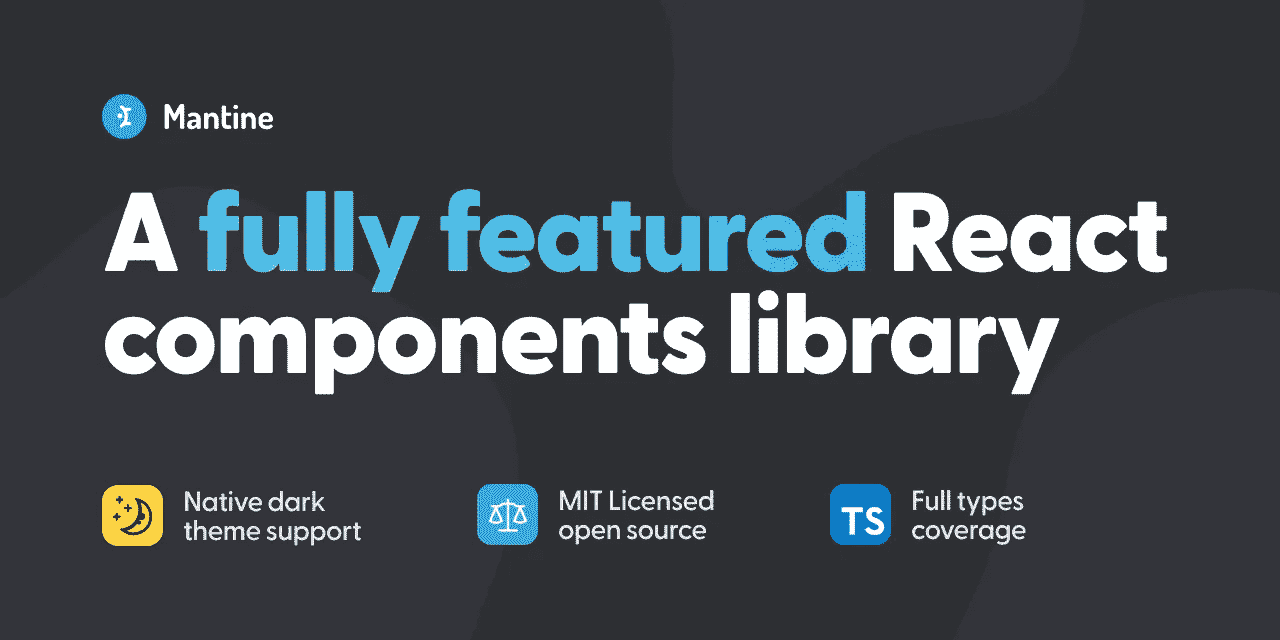 Mantine
A fully featured React
components library
Native dark
theme support
MIT Licensed
open source
TS
Full types
coverage